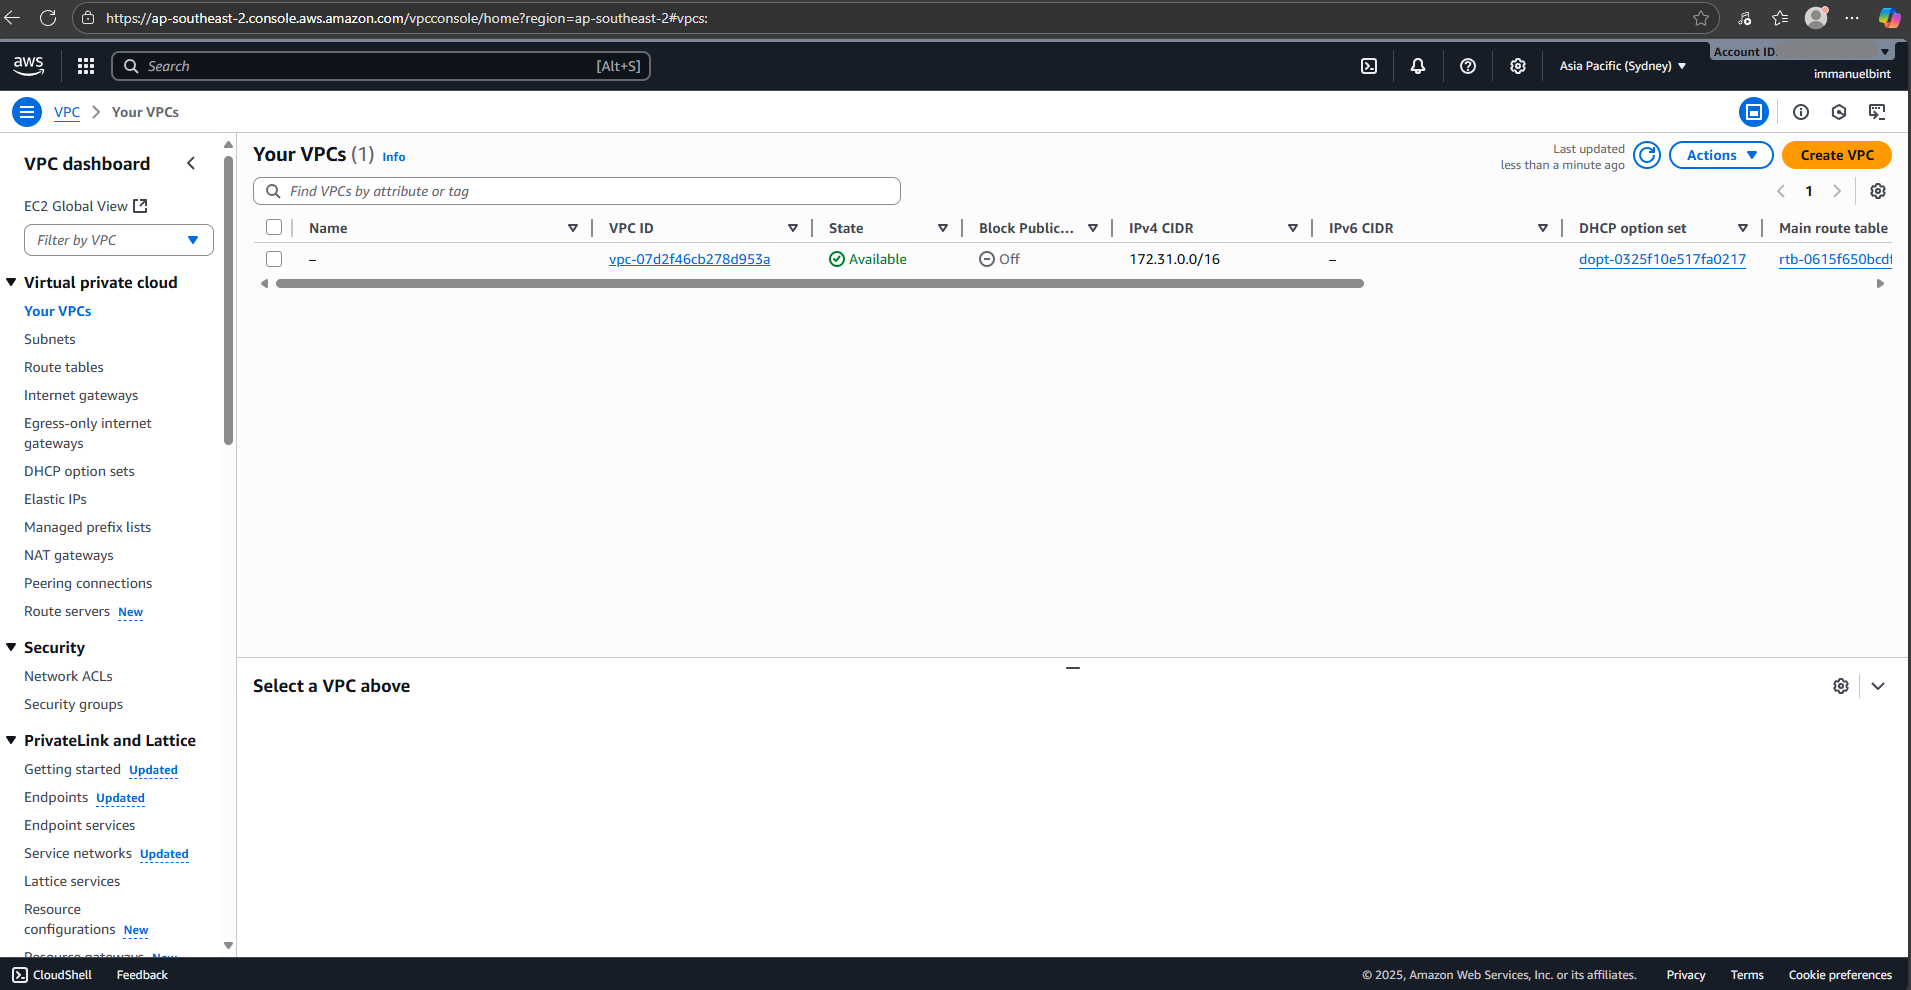 https://ap-southeast-2.console.aws.amazon.com/vpcconsole/home?region=ap-southeast-2#vpcs:
aws
Search [Alt+S]
Asia Pacific (Sydney)
Account ID.
immanuelbint
VPC > Your VPCs
VPC dashboard
EC2 Global View
Filter by VPC
Virtual private cloud
Your VPCs
Subnets
Route tables
Internet gateways
Egress-only internet
gateways
DHCP option sets
Elastic IPs
Managed prefix lists
NAT gateways
Peering connections
Route servers New
Security
Network ACLs
Security groups
PrivateLink and Lattice
Getting started Updated
Endpoints Updated
Endpoint services
Service networks Updated
Lattice services
Resource
configurations New
Resource gateways New
Your VPCs (1) Info
Last updated
less than a minute ago
Actions
Create VPC
Find VPCs by attribute or tag
1
Name VPC ID State Block Public... IPv4 CIDR IPv6 CIDR DHCP option set Main route table
– vpc-07d2f46cb278d953a Available Off 172.31.0.0/16 – dopt-0325f10e517fa0217 rtb-0615f650bcdf
Select a VPC above
CloudShell Feedback © 2025, Amazon Web Services, Inc. or its affiliates. Privacy Terms Cookie preferences